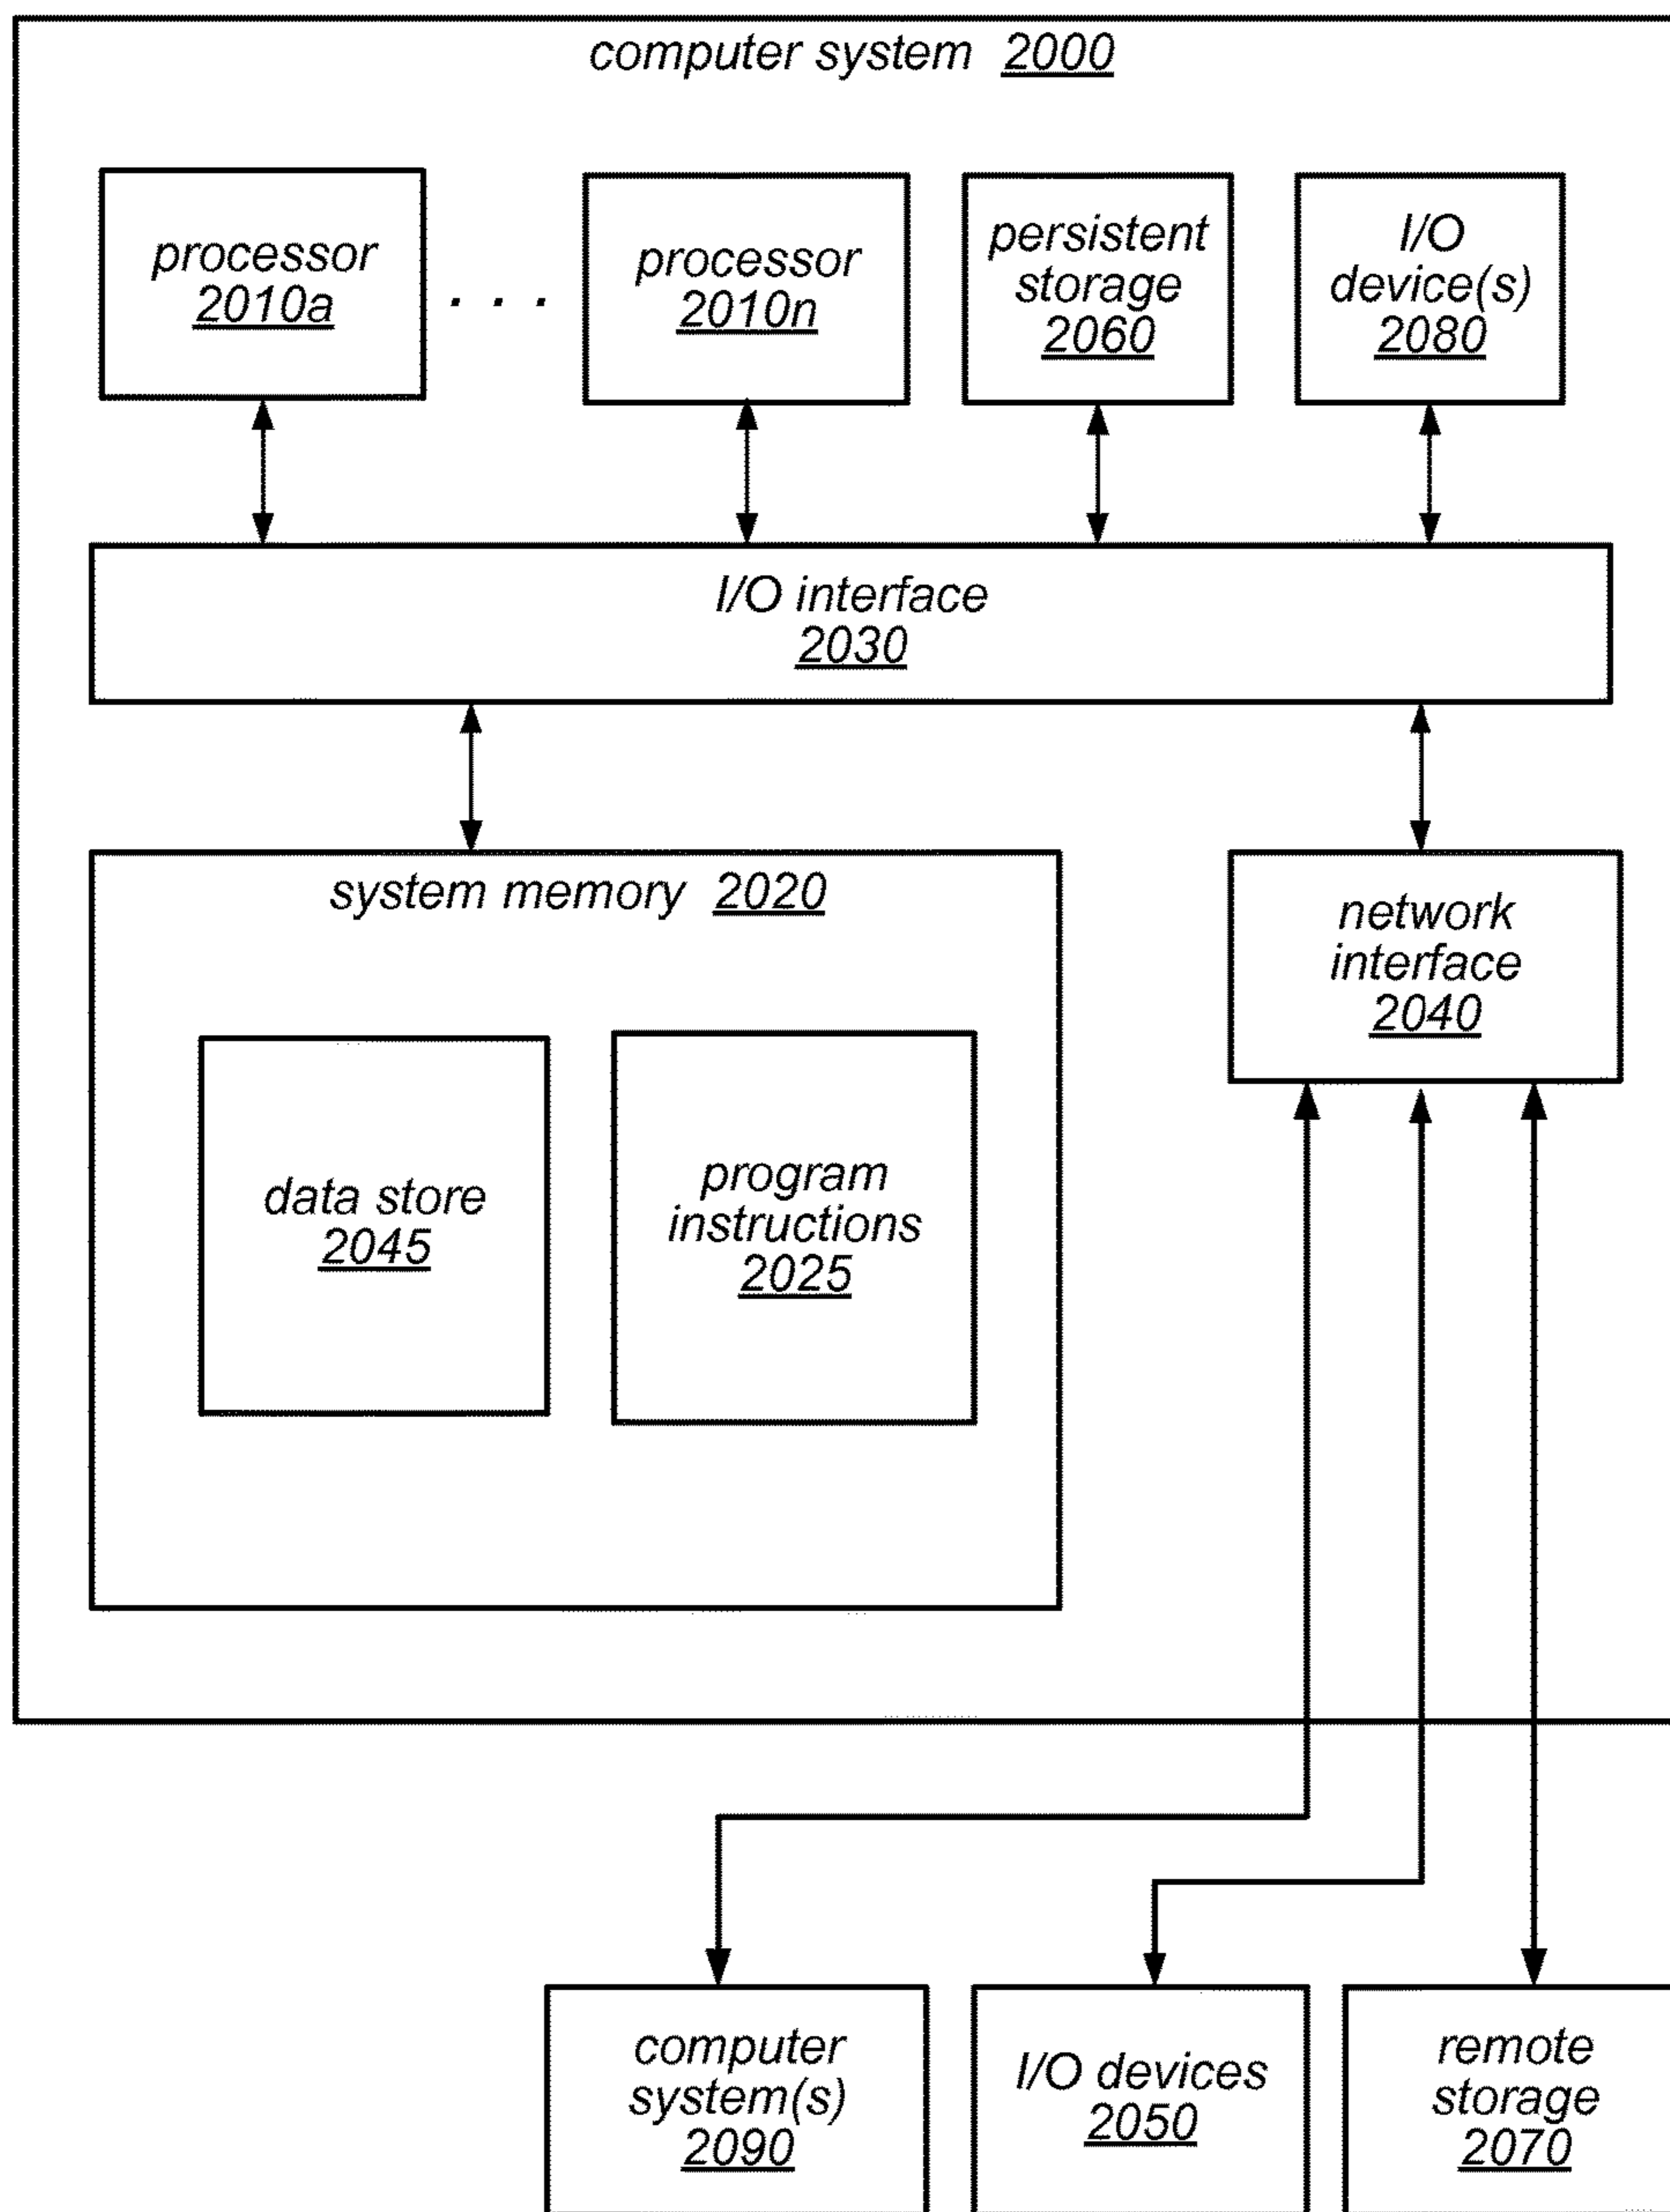 computer system 2000
processor
2010a
. . .
processor
2010n
persistent
storage
2060
I/O
device(s)
2080
I/O interface
2030
system memory 2020
network
interface
2040
data store
2045
program
instructions
2025
computer
system(s)
2090
I/O devices
2050
remote
storage
2070